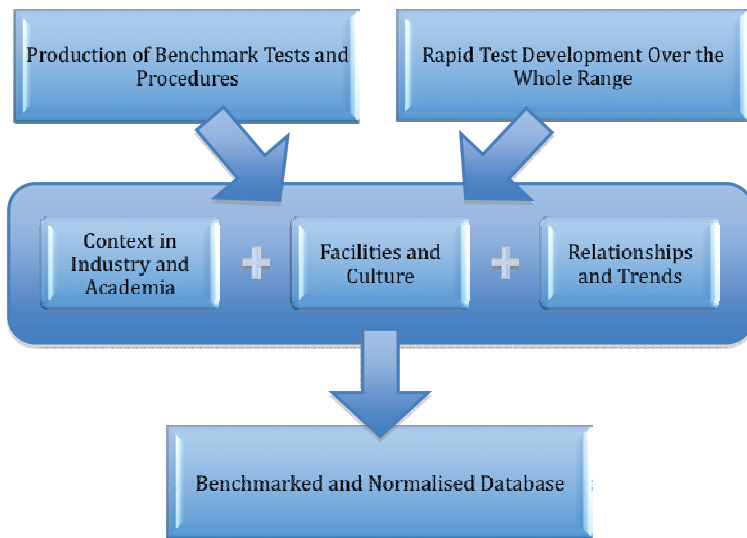 Production of Benchmark Tests and
Procedures
Rapid Test Development Over the
Whole Range
Context in
Industry and
Academia
Facilities and
Culture
Relationships
and Trends
Benchmarked and Normalised Database